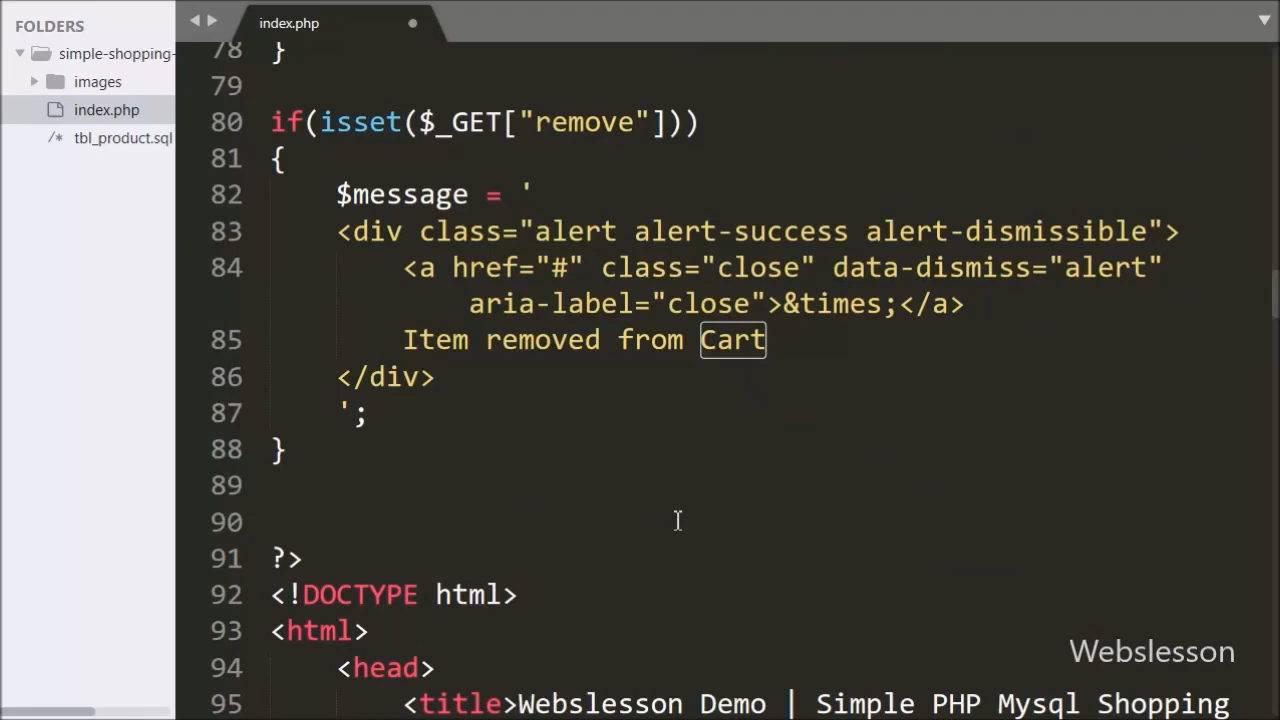 FOLDERS
simple-shopping-
images
index.php
/* tbl_product.sql
index.php
78 }
79
80 if(isset($_GET["remove"]))
81 {
82 $message = '
83 <div class="alert alert-success alert-dismissible">
84 <a href="#" class="close" data-dismiss="alert"
aria-label="close">&times;</a>
85 Item removed from Cart
86 </div>
87 ';
88 }
89
90
91 ?>
92 <!DOCTYPE html>
93 <html>
94 <head>
95 <title>Webslesson Demo | Simple PHP Mysql Shopping
Webslesson